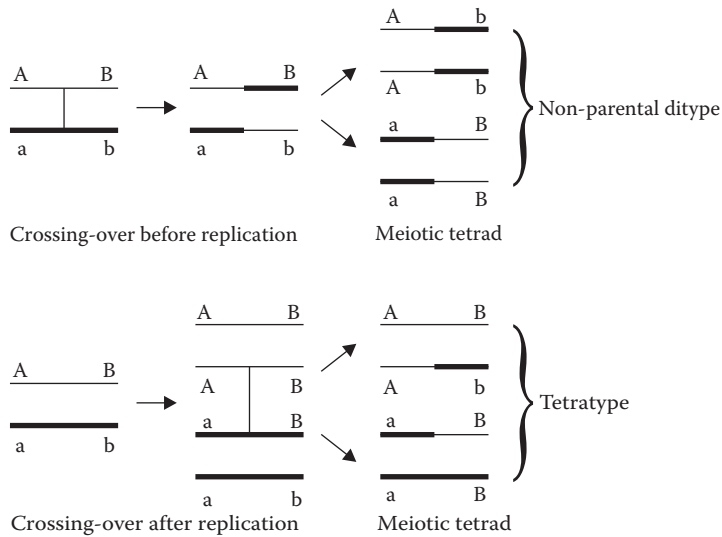 A B
a b
A B
a b
A b
A b
a B
a B
Non-parental ditype
Crossing-over before replication
Meiotic tetrad
A B
a b
A B
A B
a B
a b
A B
A b
a B
a B
Tetratype
Crossing-over after replication
Meiotic tetrad